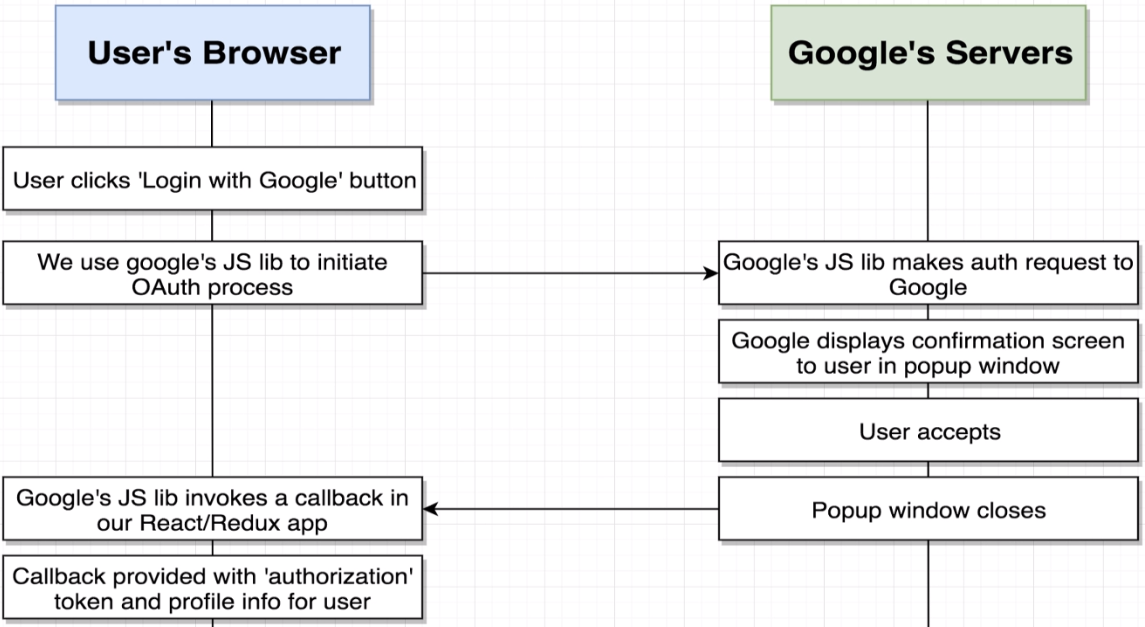 User's Browser
Google's Servers
User clicks 'Login with Google' button
We use google's JS lib to initiate
OAuth process
Google's JS lib makes auth request to
Google
Google displays confirmation screen
to user in popup window
User accepts
Google's JS lib invokes a callback in
our React/Redux app
Popup window closes
Callback provided with 'authorization'
token and profile info for user